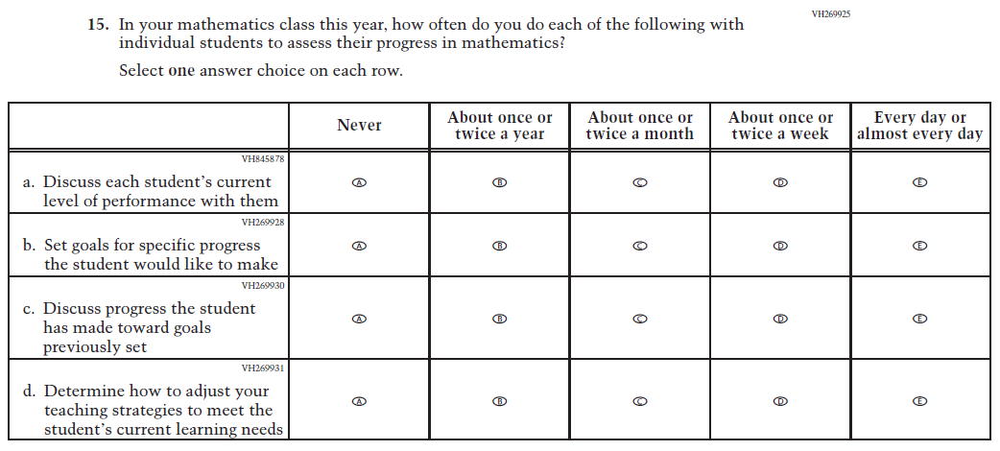 VH269925
15. In your mathematics class this year, how often do you do each of the following with
individual students to assess their progress in mathematics?
Select one answer choice on each row.
Never
About once or
twice a year
About once or
twice a month
About once or
twice a week
Every day or
almost every day
VH845878
a. Discuss each student's current
level of performance with them
A B C D E
VH269928
b. Set goals for specific progress
the student would like to make
A B C D E
VH269930
c. Discuss progress the student
has made toward goals
previously set
A B C D E
VH269931
d. Determine how to adjust your
teaching strategies to meet the
student's current learning needs
A B C D E